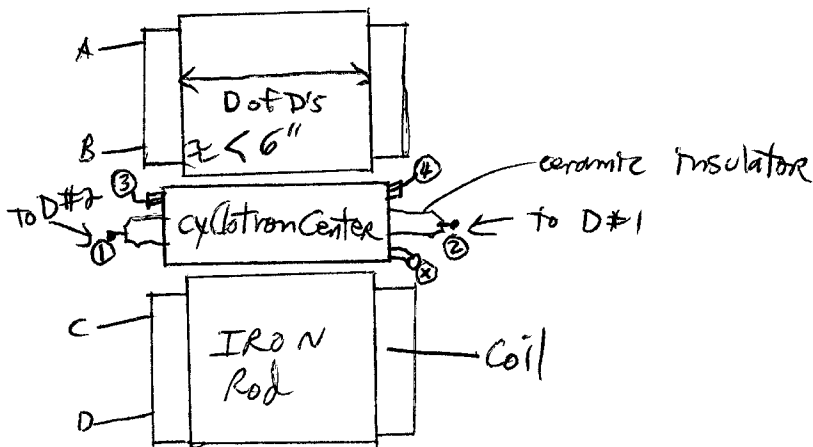 A
D of D's
≈ < 6"
B
ceramic insulator
③
④
To D#2
cyclotron Center
to D#1
①
②
ⓧ
C
IRON
Rod
Coil
D